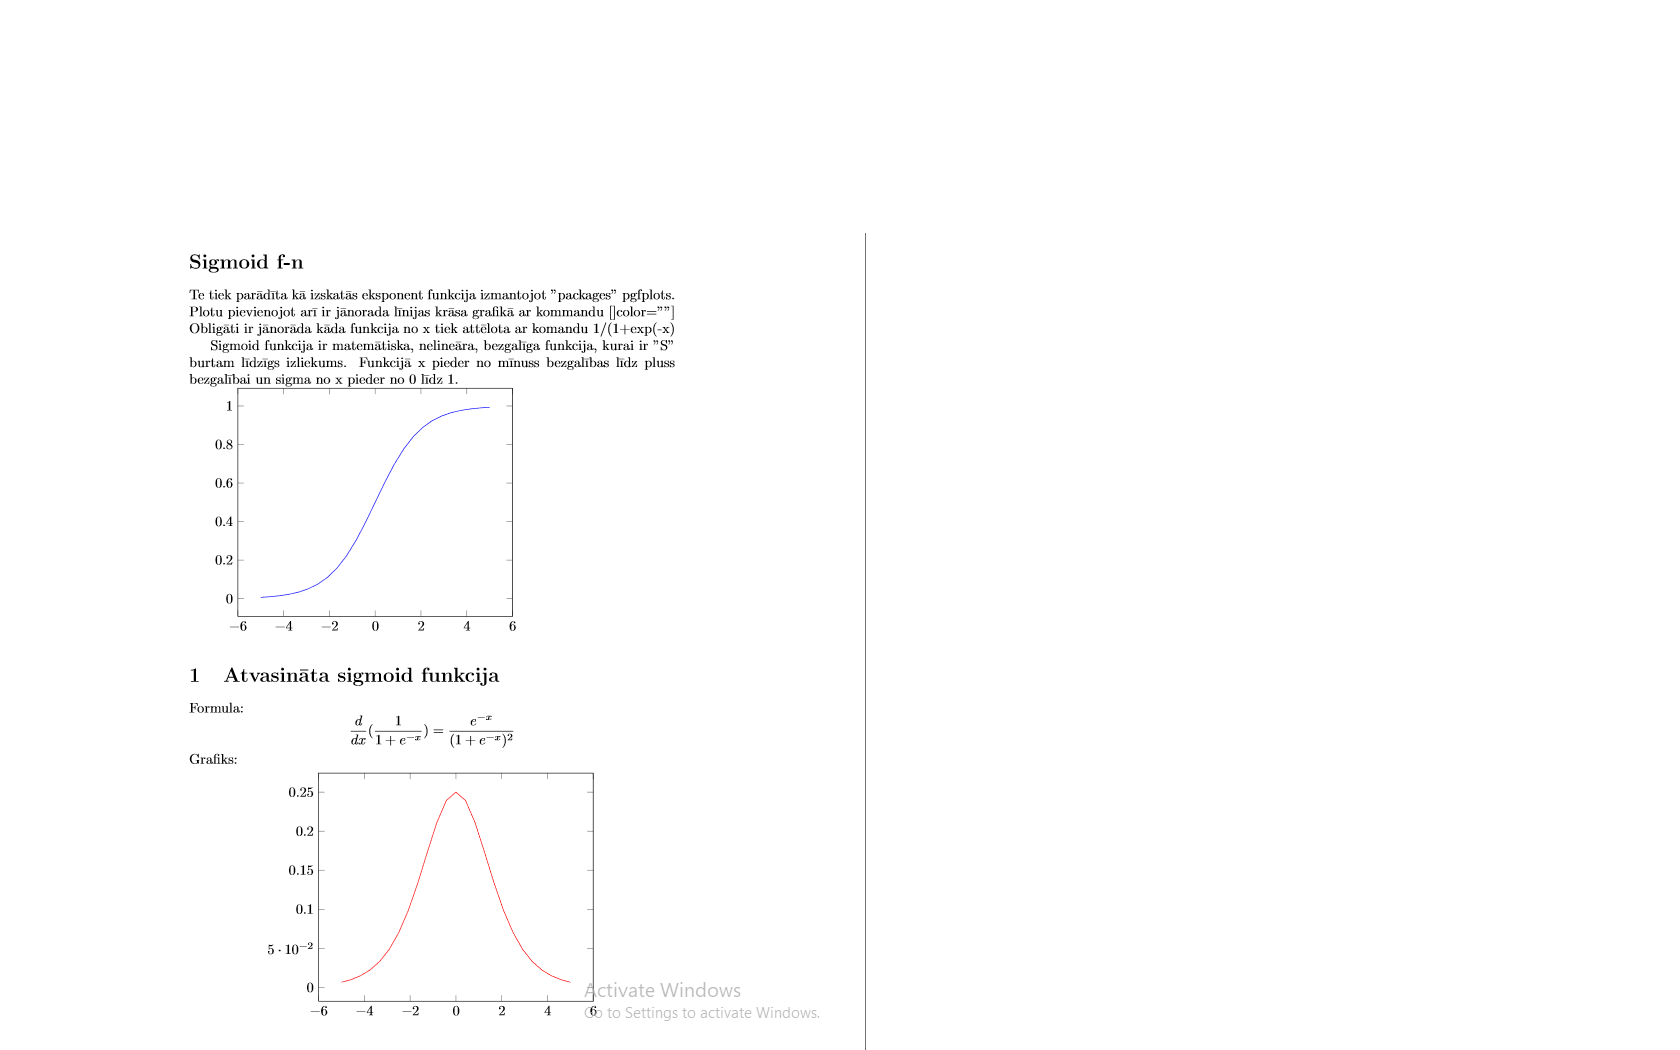 Sigmoid f-n
Te tiek parādīta kā izskatās eksponent funkcija izmantojot ”packages” pgfplots.
Plotu pievienojot arī ir jānorada līnijas krāsa grafikā ar kommandu []color=””]
Obligāti ir jānorāda kāda funkcija no x tiek attēlota ar komandu 1/(1+exp(-x)
Sigmoid funkcija ir matemātiska, nelineāra, bezgalīga funkcija, kurai ir ”S”
burtam līdzīgs izliekums. Funkcijā x pieder no mīnuss bezgalības līdz pluss
bezgalībai un sigma no x pieder no 0 līdz 1.
1
0.8
0.6
0.4
0.2
0
−6 −4 −2 0 2 4 6
1 Atvasināta sigmoid funkcija
Formula:
d/dx(1/(1 + e^{−x})) = e^{−x}/(1 + e^{−x})^2
Grafiks:
0.25
0.2
0.15
0.1
5 · 10^{−2}
0
−6 −4 −2 0 2 4 6
Activate Windows
Go to Settings to activate Windows.